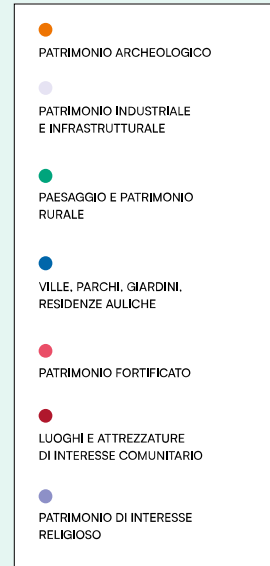 PATRIMONIO ARCHEOLOGICO
PATRIMONIO INDUSTRIALE
E INFRASTRUTTURALE
PAESAGGIO E PATRIMONIO
RURALE
VILLE, PARCHI, GIARDINI,
RESIDENZE AULICHE
PATRIMONIO FORTIFICATO
LUOGHI E ATTREZZATURE
DI INTERESSE COMUNITARIO
PATRIMONIO DI INTERESSE
RELIGIOSO